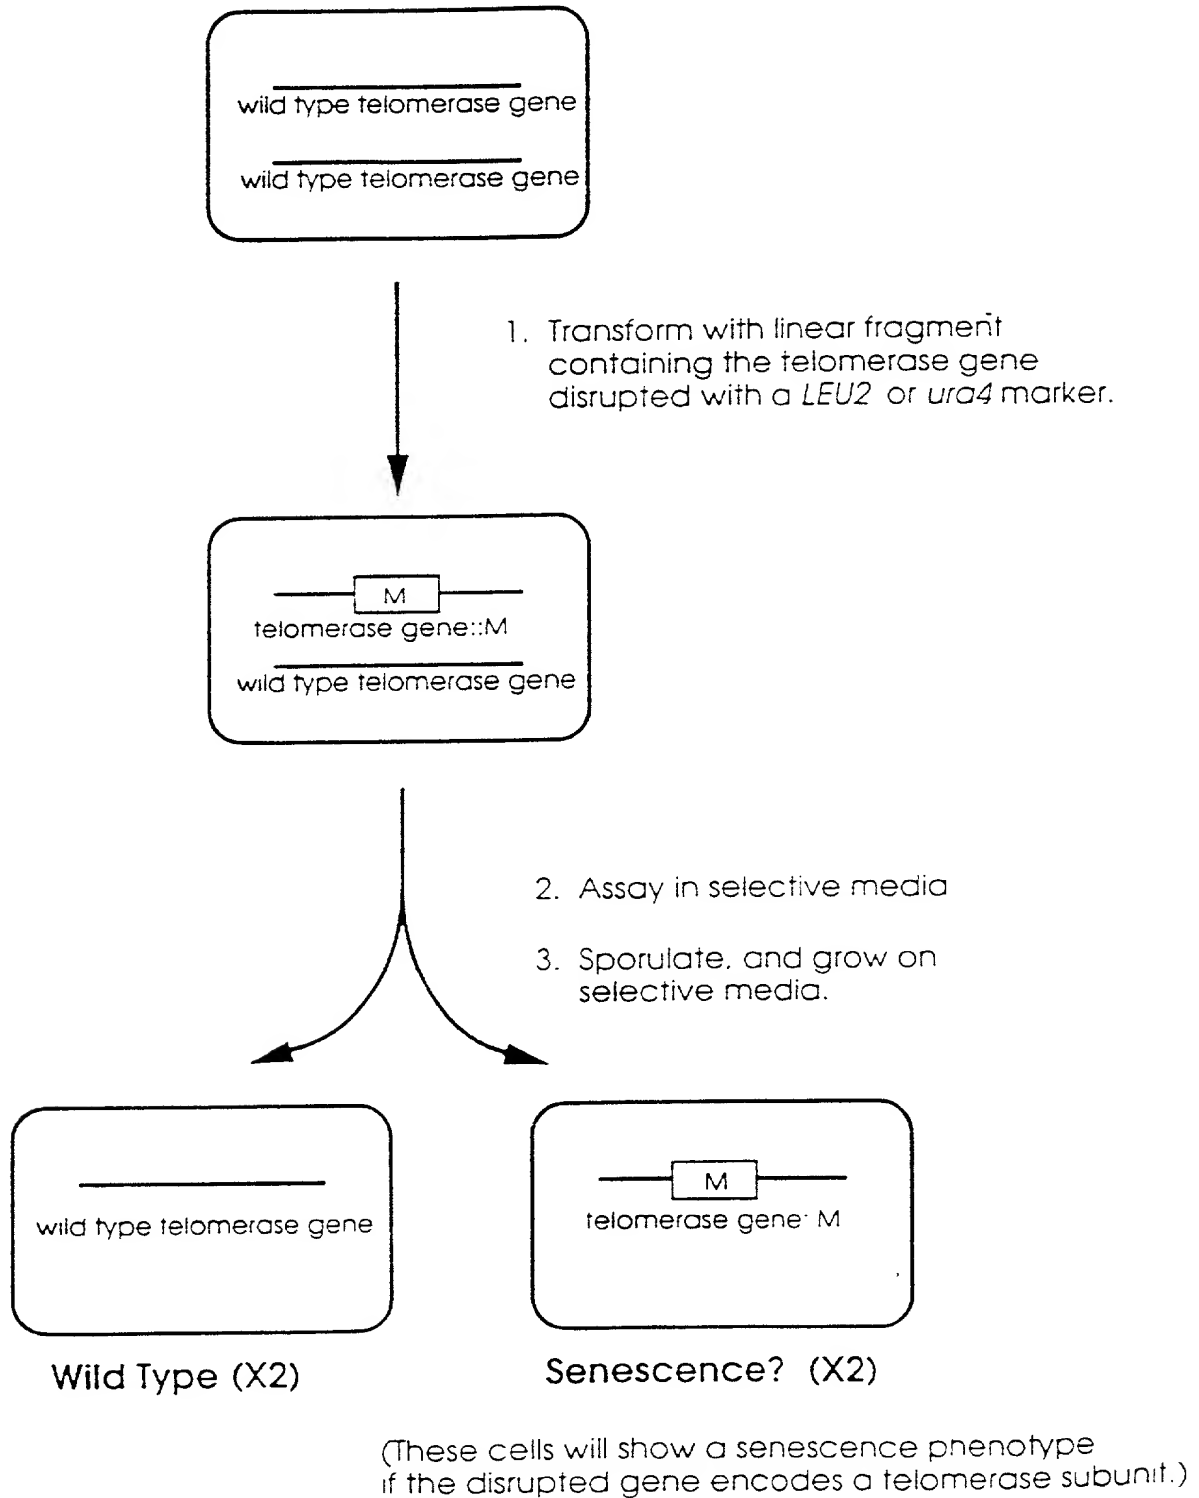 wild type telomerase gene
wild type telomerase gene
1. Transform with linear fragment
containing the telomerase gene
disrupted with a LEU2 or ura4 marker.
M
telomerase gene::M
wild type telomerase gene
2. Assay in selective media
3. Sporulate, and grow on
selective media.
wild type telomerase gene
M
telomerase gene: M
Wild Type (X2)
Senescence? (X2)
(These cells will show a senescence phenotype
if the disrupted gene encodes a telomerase subunit.)